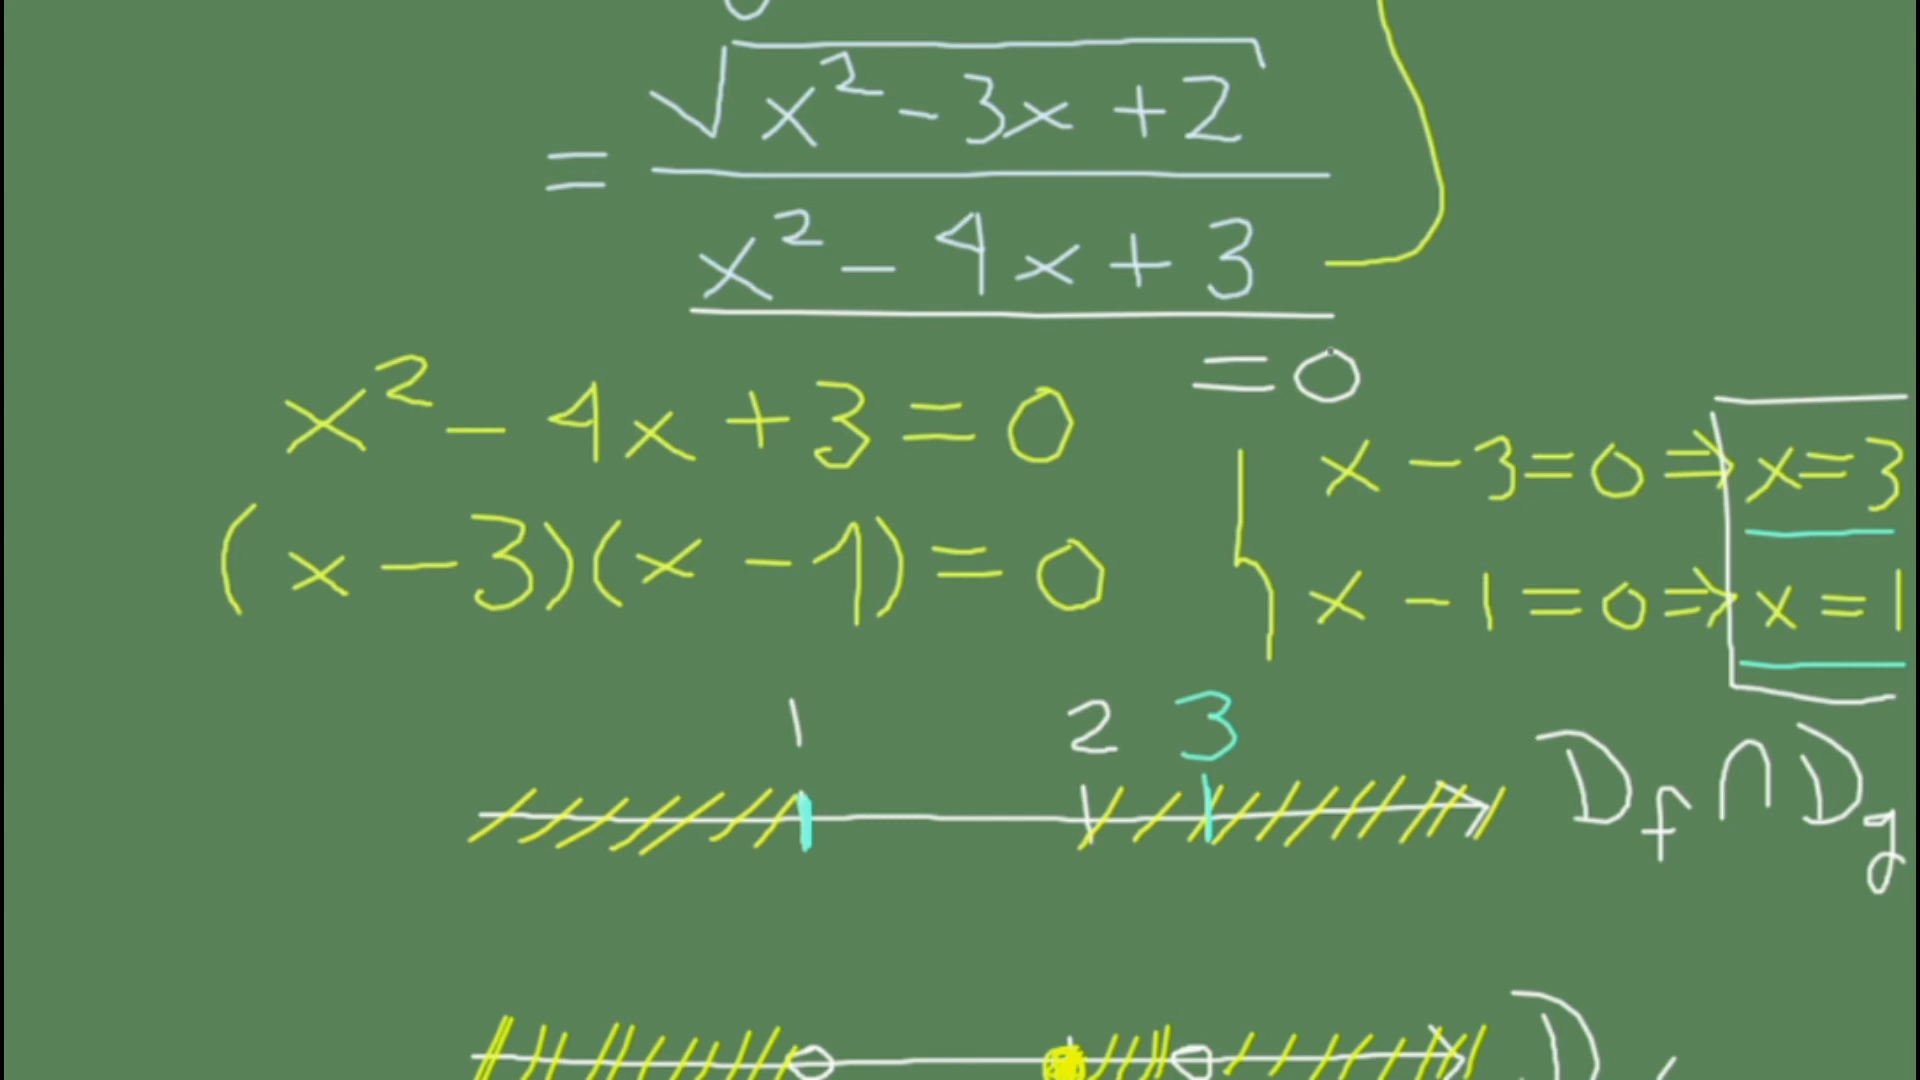 √(x² - 3x + 2)
=
x² - 4x + 3
= 0
x² - 4x + 3 = 0
x - 3 = 0 ⇒ x = 3
(x - 3)(x - 1) = 0
x - 1 = 0 ⇒ x = 1
1 2 3
D_f ∩ D_g